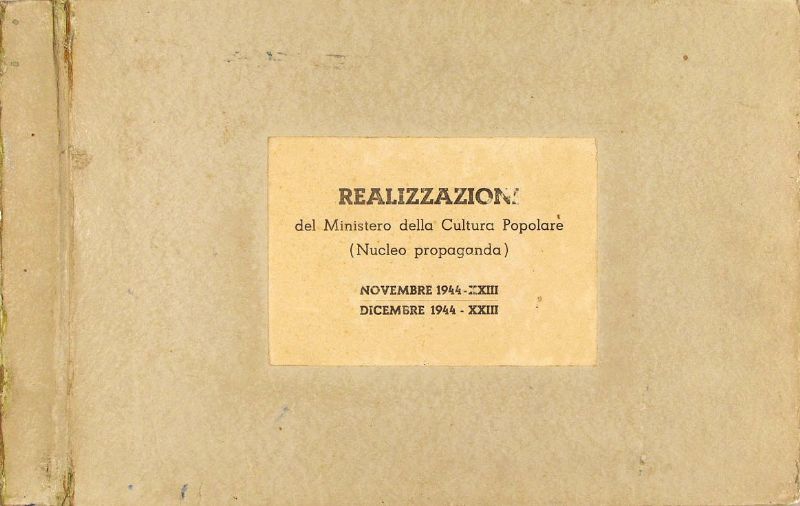 REALIZZAZIONI
del Ministero della Cultura Popolare
(Nucleo propaganda)
NOVEMBRE 1944-XXIII
DICEMBRE 1944 - XXIII